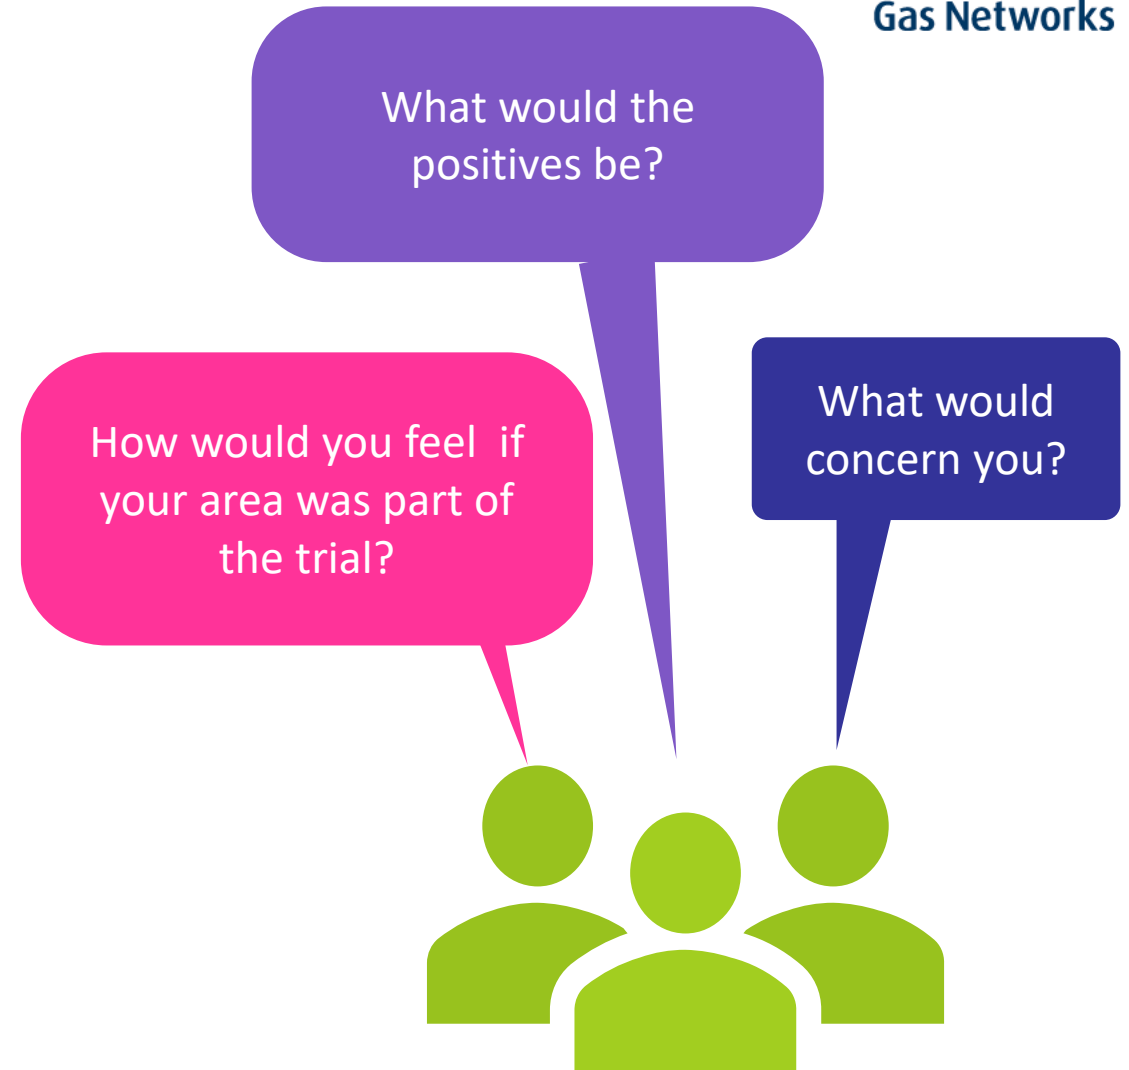 Gas Networks
What would the
positives be?
How would you feel  if
your area was part of
the trial?
What would
concern you?